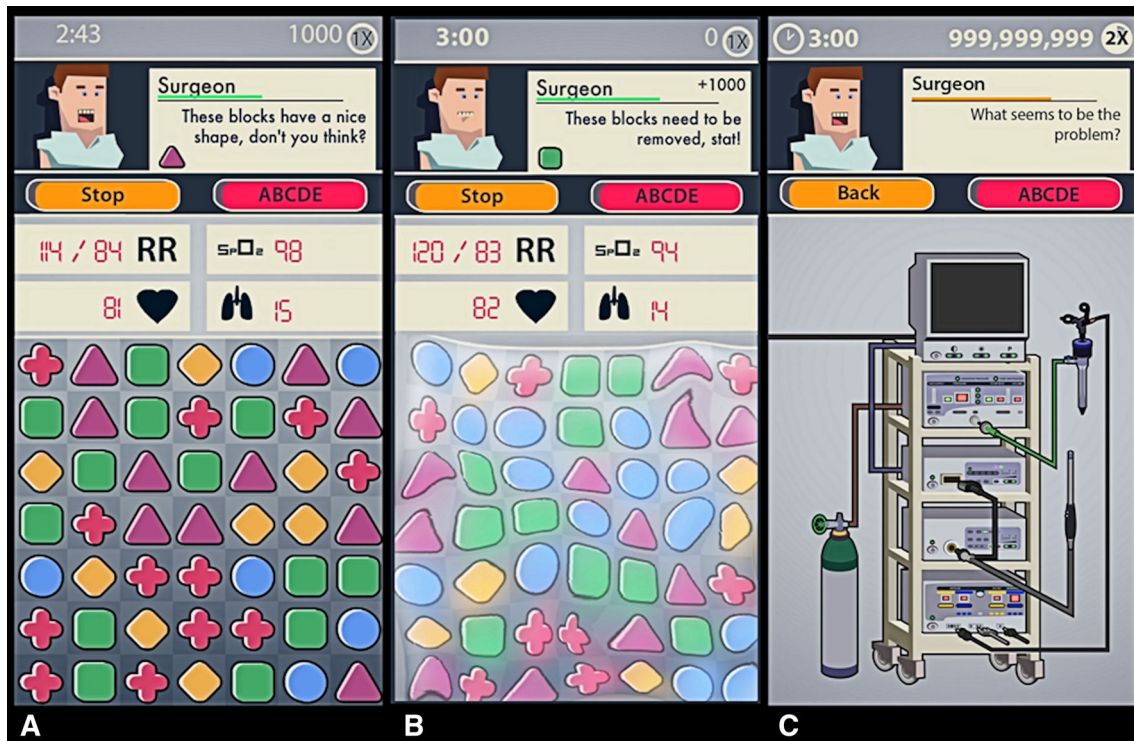 2:43
1000 1X
Surgeon
These blocks have a nice
shape, don't you think?
Stop
ABCDE
114 / 84 RR
SpO2 98
81
15
A
3:00
0 1X
Surgeon
+1000
These blocks need to be
removed, stat!
Stop
ABCDE
120 / 83 RR
SpO2 94
82
14
B
3:00
999,999,999 2X
Surgeon
What seems to be the
problem?
Back
ABCDE
C